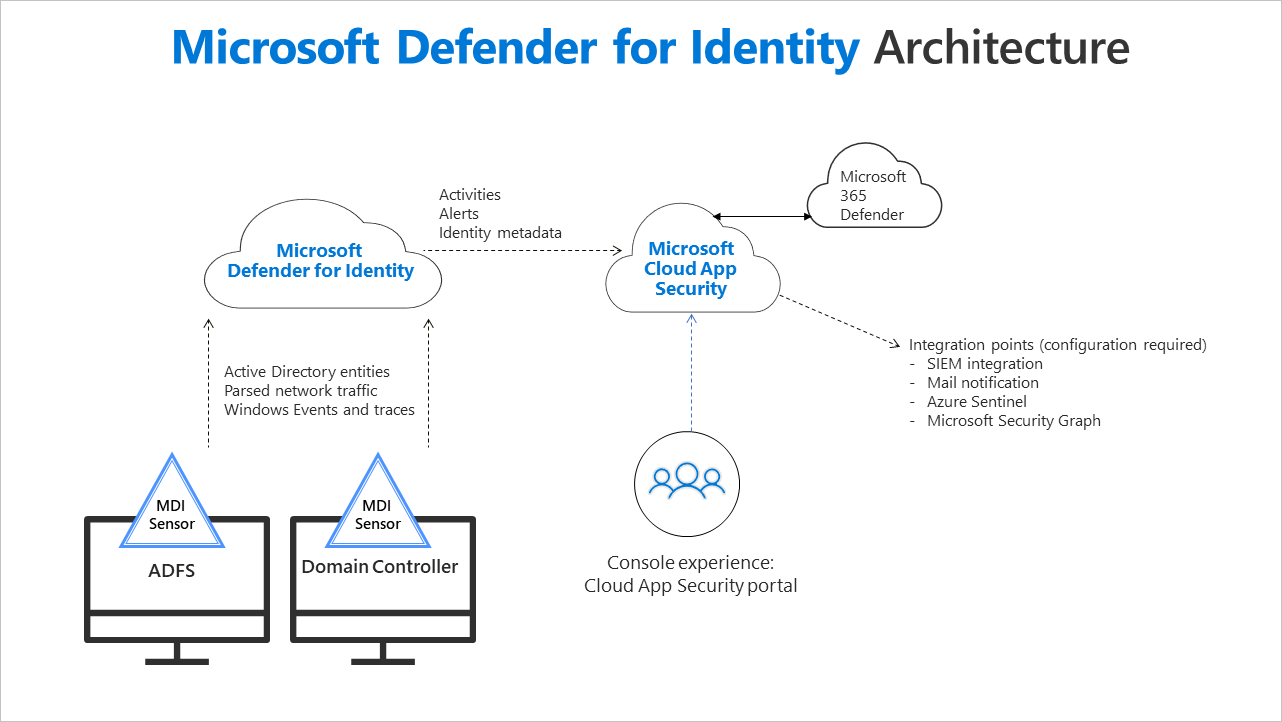 Microsoft Defender for Identity Architecture
Microsoft
365
Defender
Activities
Alerts
Identity metadata
Microsoft
Defender for Identity
Microsoft
Cloud App
Security
Active Directory entities
Parsed network traffic
Windows Events and traces
Integration points (configuration required)
- SIEM integration
- Mail notification
- Azure Sentinel
- Microsoft Security Graph
MDI
Sensor
ADFS
MDI
Sensor
Domain Controller
Console experience:
Cloud App Security portal